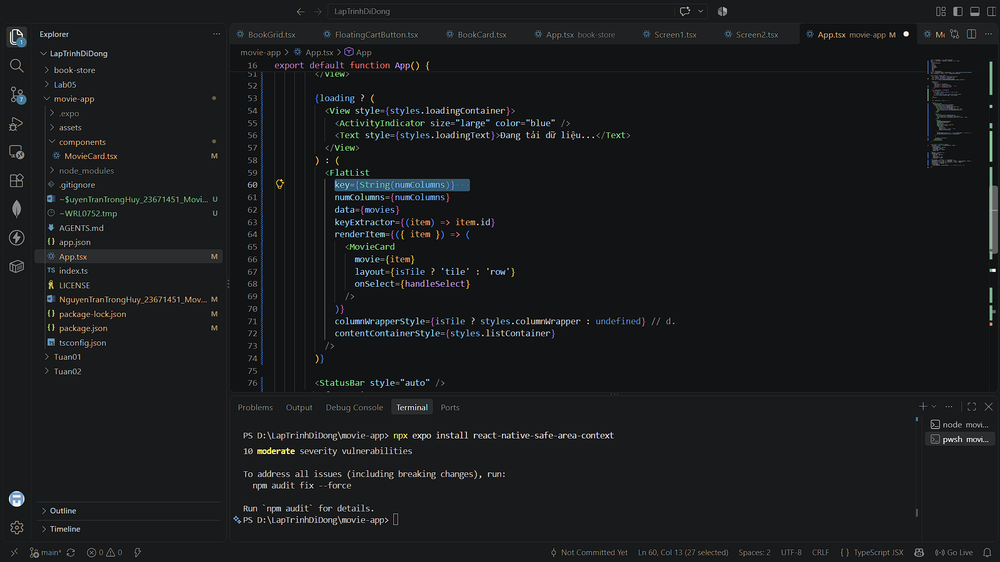 LapTrinhDiDong
Explorer
LapTrinhDiDong
book-store
Lab05
movie-app
.expo
assets
components
MovieCard.tsx M
node_modules
.gitignore
~$uyenTranTrongHuy_23671451_Movi... U
~WRL0752.tmp U
AGENTS.md
{} app.json
App.tsx M
TS index.ts
LICENSE
NguyenTranTrongHuy_23671451_Mov... M
{} package-lock.json M
{} package.json M
tsconfig.json
Tuan01
Tuan02
Outline
Timeline
1
7
BookGrid.tsx FloatingCartButton.tsx BookCard.tsx App.tsx book-store Screen1.tsx Screen2.tsx App.tsx movie-app M
movie-app > App.tsx > App
16 export default function App() {
51 </View>
52
53 {loading ? (
54 <View style={styles.loadingContainer}>
55 <ActivityIndicator size="large" color="blue" />
56 <Text style={styles.loadingText}>Đang tải dữ liệu...</Text>
57 </View>
58 ) : (
59 <FlatList
60 key={String(numColumns)}
61 numColumns={numColumns}
62 data={movies}
63 keyExtractor={(item) => item.id}
64 renderItem={({ item }) => (
65 <MovieCard
66 movie={item}
67 layout={isTile ? 'tile' : 'row'}
68 onSelect={handleSelect}
69 />
70 )}
71 columnWrapperStyle={isTile ? styles.columnWrapper : undefined} // d.
72 contentContainerStyle={styles.listContainer}
73 />
74 )}
75
76 <StatusBar style="auto" />
Problems Output Debug Console Terminal Ports
PS D:\LapTrinhDiDong\movie-app> npx expo install react-native-safe-area-context
10 moderate severity vulnerabilities
To address all issues (including breaking changes), run:
npm audit fix --force
Run `npm audit` for details.
PS D:\LapTrinhDiDong\movie-app>
node movi...
pwsh movi...
main* 0 0 Not Committed Yet Ln 60, Col 13 (27 selected) Spaces: 2 UTF-8 CRLF {} TypeScript JSX Go Live